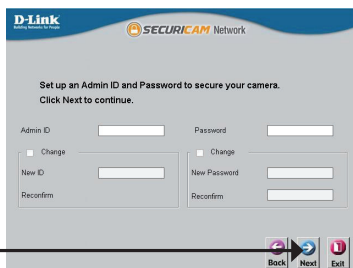 D-Link
Building Networks for People
SECURICAM Network
Set up an Admin ID and Password to secure your camera.
Click Next to continue.
Admin ID
Password
Change
Change
New ID
New Password
Reconfirm
Reconfirm
Back Next Exit